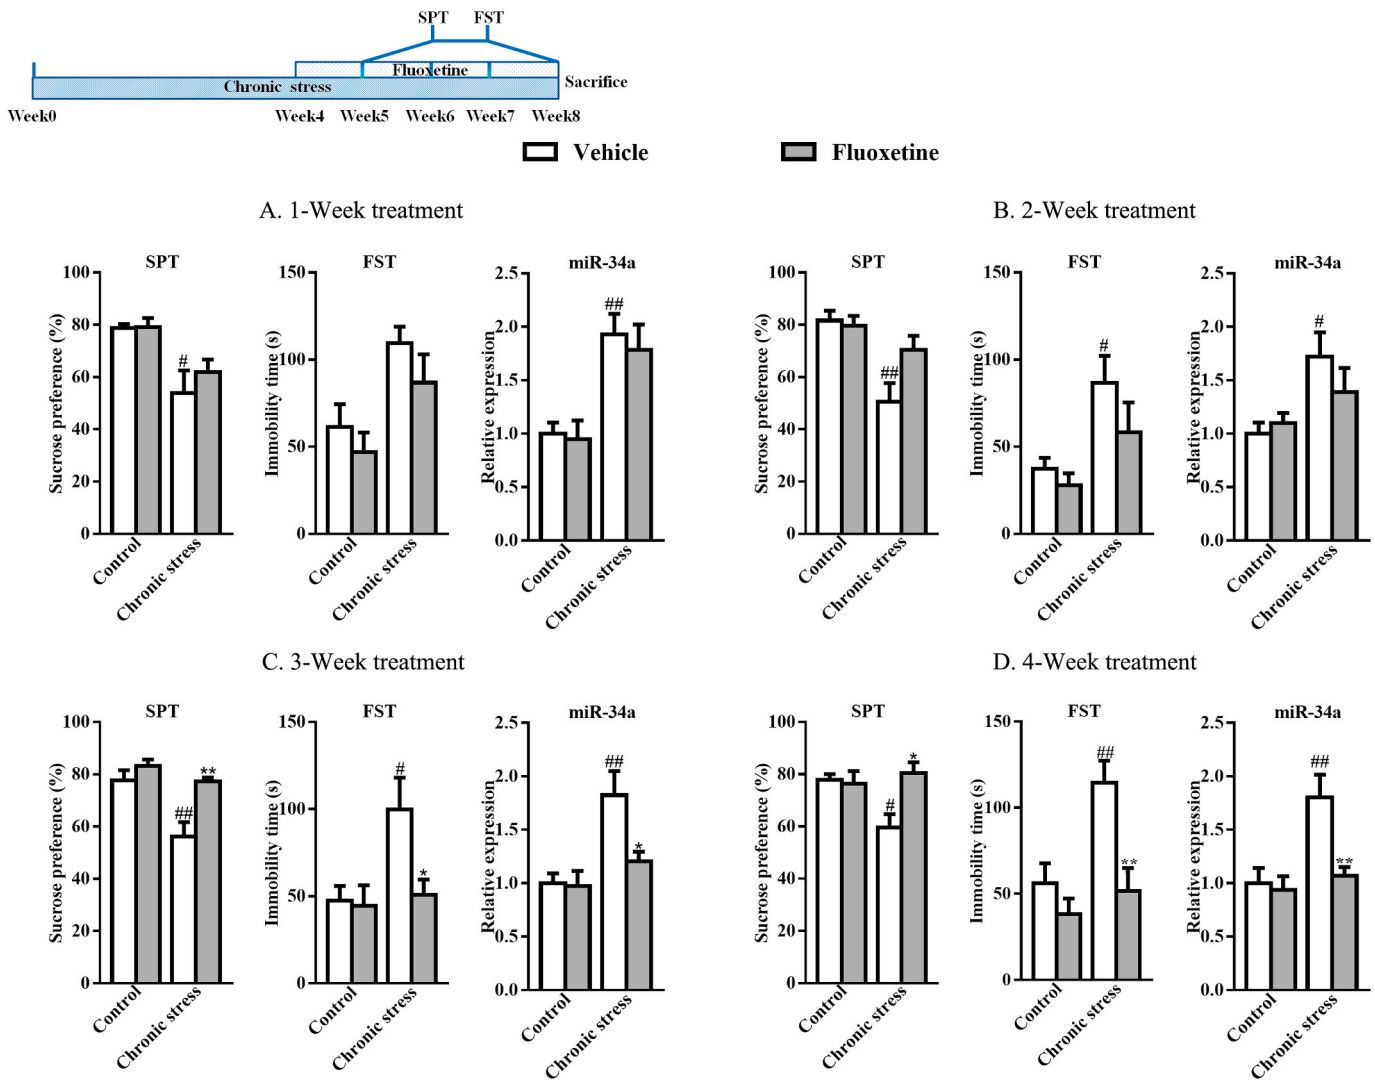 SPT FST
Fluoxetine
Chronic stress
Sacrifice
Week0 Week4 Week5 Week6 Week7 Week8
Vehicle Fluoxetine
A. 1-Week treatment
SPT
Sucrose preference (%)
100
80
60
40
20
0
#
Control
Chronic stress
FST
Immobility time (s)
150
100
50
0
Control
Chronic stress
miR-34a
Relative expression
2.5
2.0
1.5
1.0
0.5
0.0
##
Control
Chronic stress
B. 2-Week treatment
SPT
Sucrose preference (%)
100
80
60
40
20
0
##
Control
Chronic stress
FST
Immobility time (s)
150
100
50
0
#
Control
Chronic stress
miR-34a
Relative expression
2.5
2.0
1.5
1.0
0.5
0.0
#
Control
Chronic stress
C. 3-Week treatment
SPT
Sucrose preference (%)
100
80
60
40
20
0
##
**
Control
Chronic stress
FST
Immobility time (s)
150
100
50
0
#
*
Control
Chronic stress
miR-34a
Relative expression
2.5
2.0
1.5
1.0
0.5
0.0
##
*
Control
Chronic stress
D. 4-Week treatment
SPT
Sucrose preference (%)
100
80
60
40
20
0
#
*
Control
Chronic stress
FST
Immobility time (s)
150
100
50
0
##
**
Control
Chronic stress
miR-34a
Relative expression
2.5
2.0
1.5
1.0
0.5
0.0
##
**
Control
Chronic stress